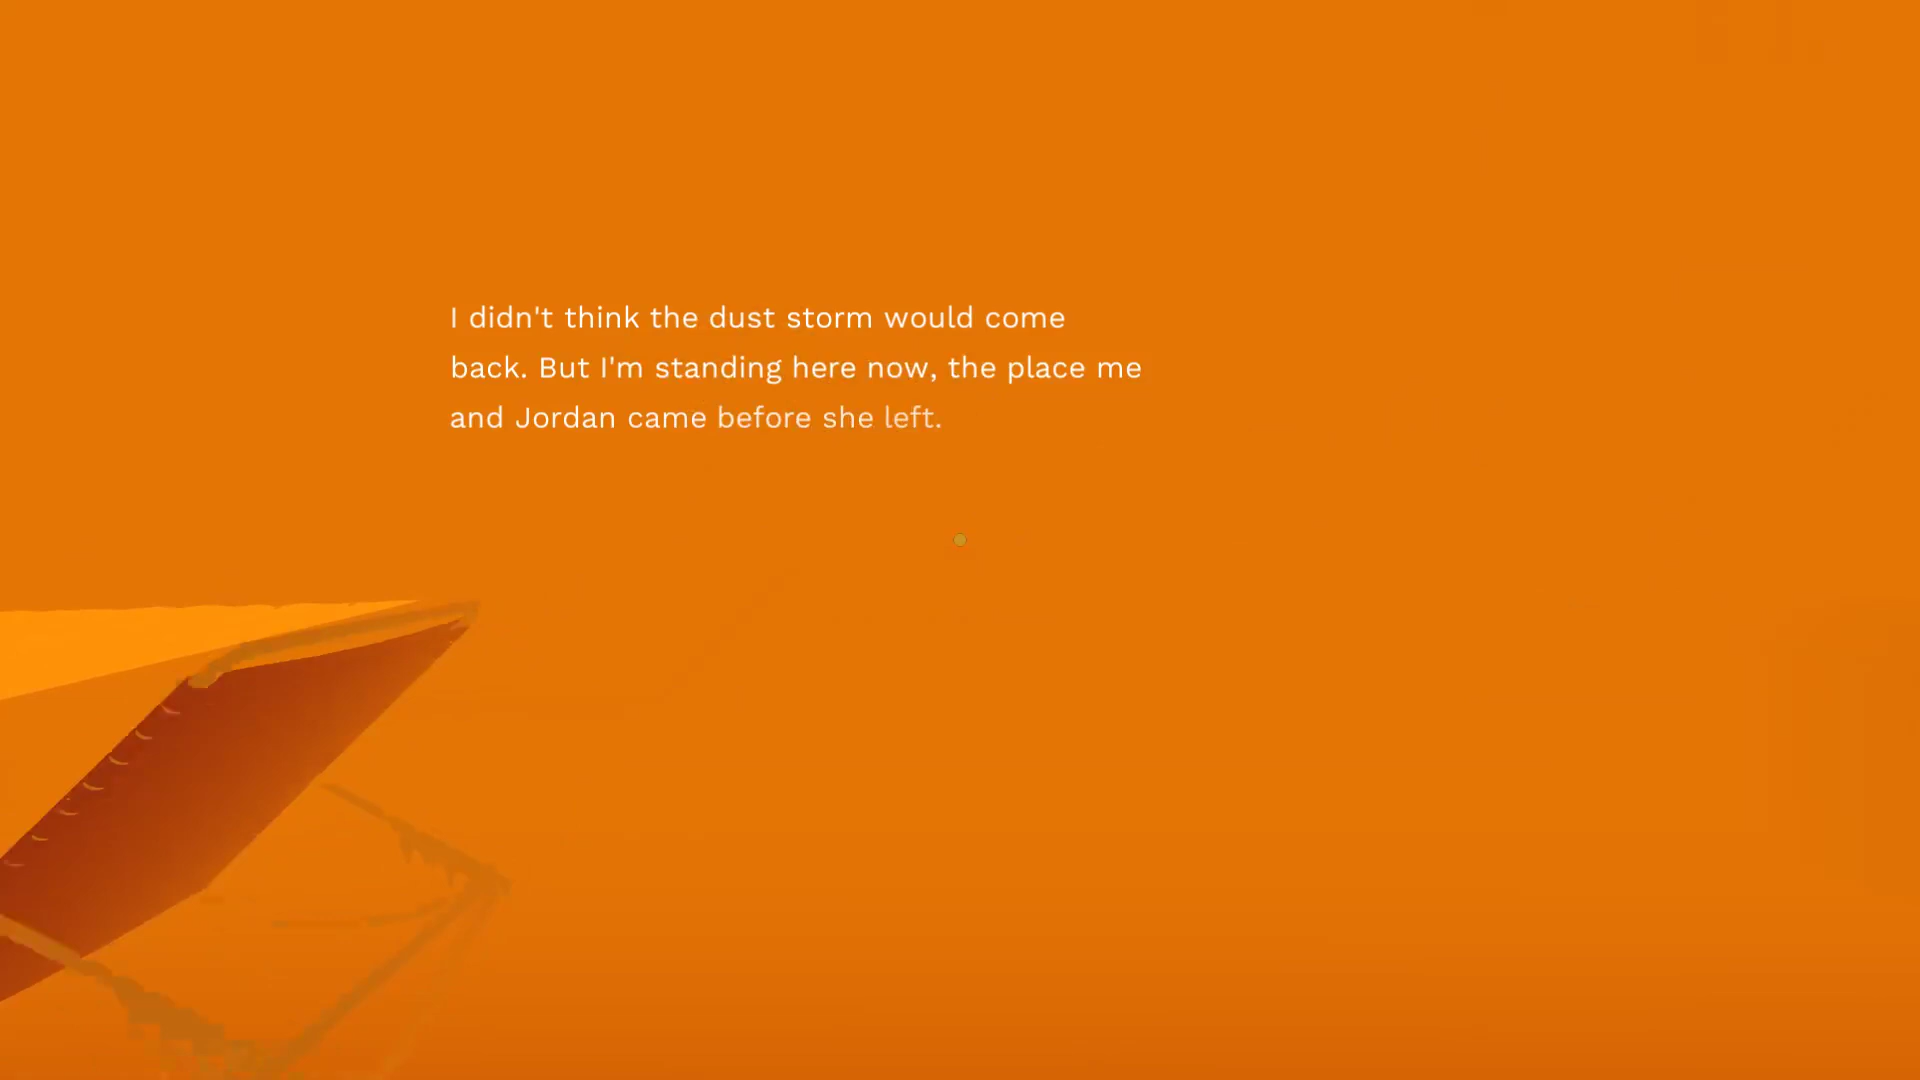 I didn't think the dust storm would come
back. But I'm standing here now, the place me
and Jordan came before she left.